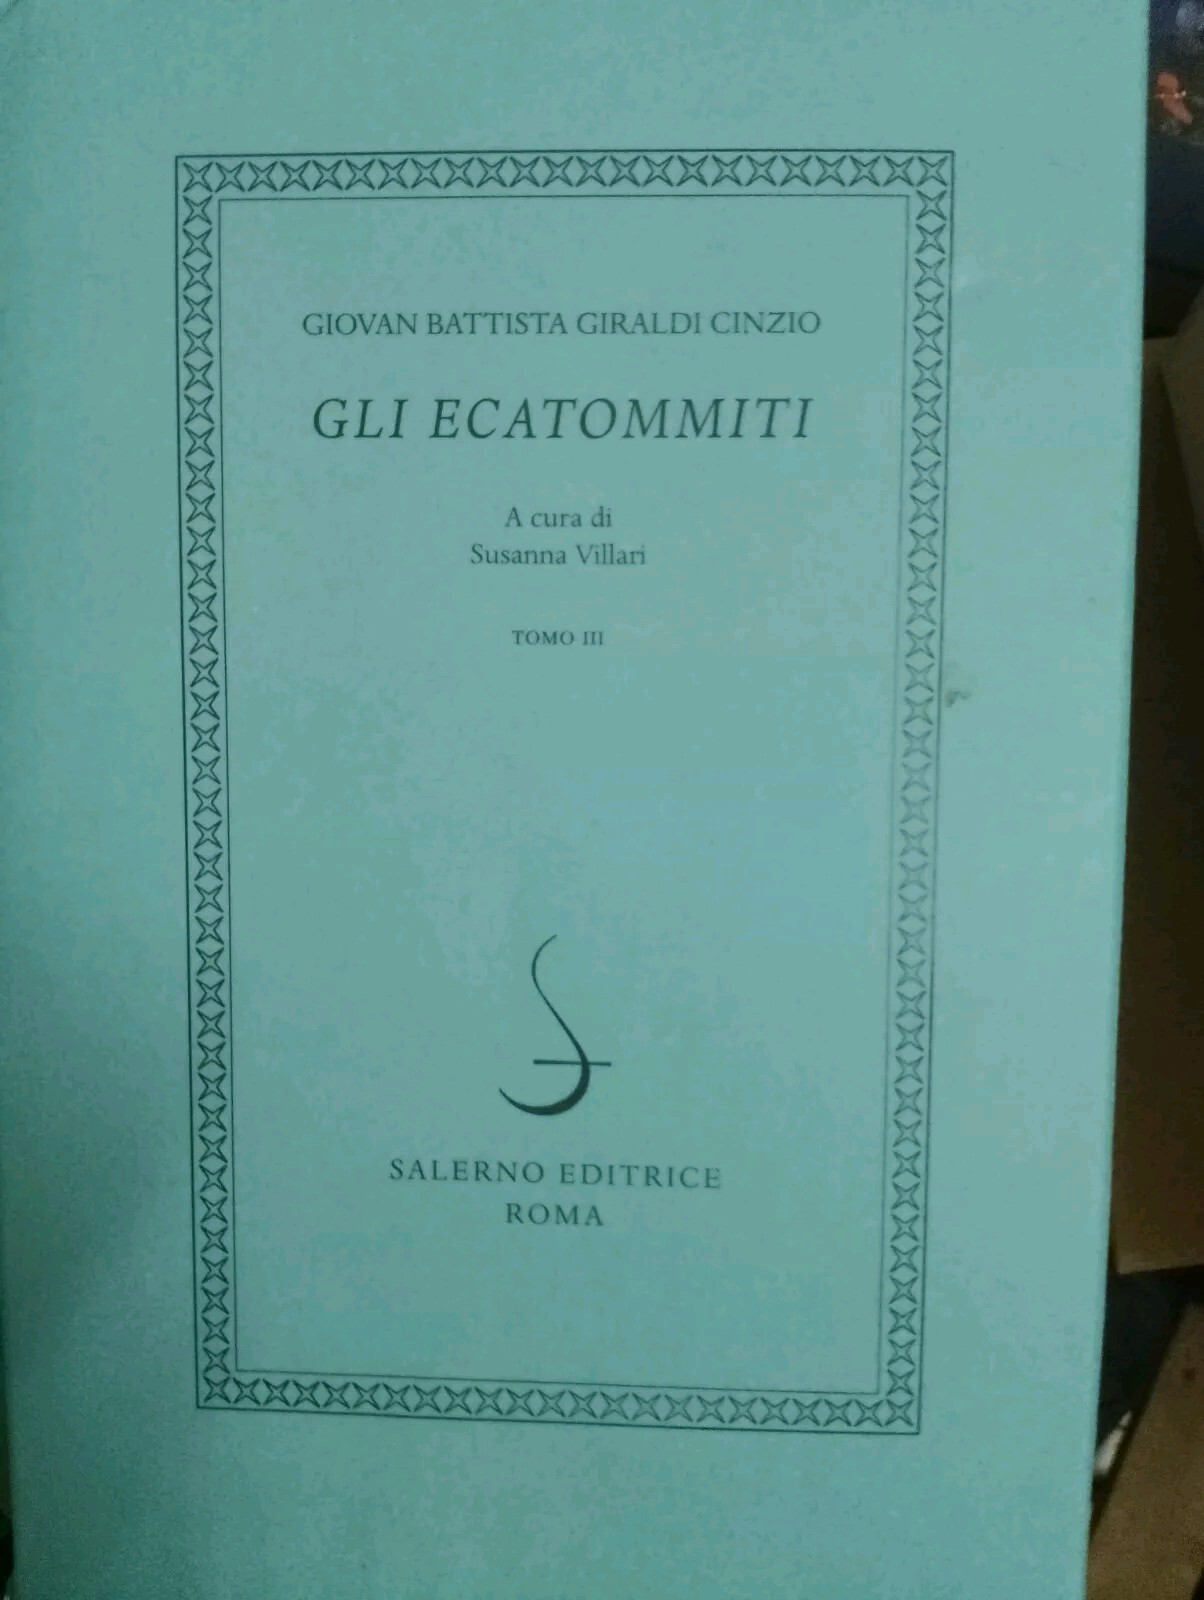 GIOVAN BATTISTA GIRALDI CINZIO
GLI ECATOMMITI
A cura di
Susanna Villari
TOMO III
SALERNO EDITRICE
ROMA